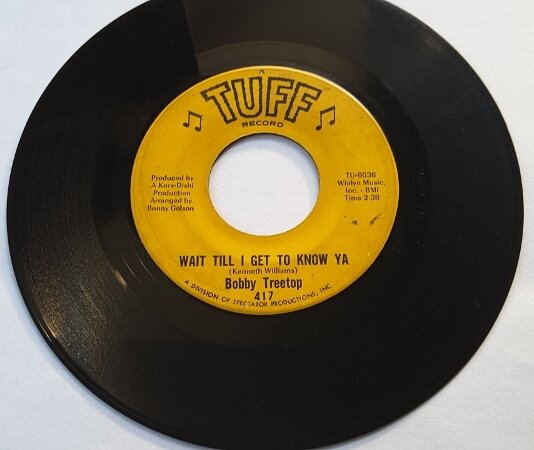 A
TUFF
RECORD
Produced by
A Kera-Dishi
Production
Arranged by
Benny Golson
TU-6036
Winlyn Music,
Inc. - BMI
Time 2:38
WAIT TILL I GET TO KNOW YA
(Kenneth Williams)
Bobby Treetop
417
A DIVISION OF SPECTATOR PRODUCTIONS, INC.